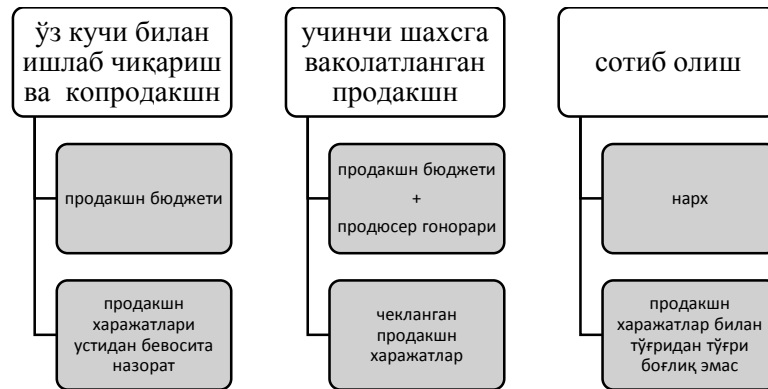 ўз кучи билан
ишлаб чиқариш
ва копродакшн
продакшн бюджети
продакшн
харажатлари
устидан бевосита
назорат
учинчи шахсга
ваколатланган
продакшн
продакшн бюджети
+
продюсер гонорари
чекланган
продакшн
харажатлар
сотиб олиш
нарх
продакшн
харажатлар билан
тўғридан тўғри
боғлиқ эмас